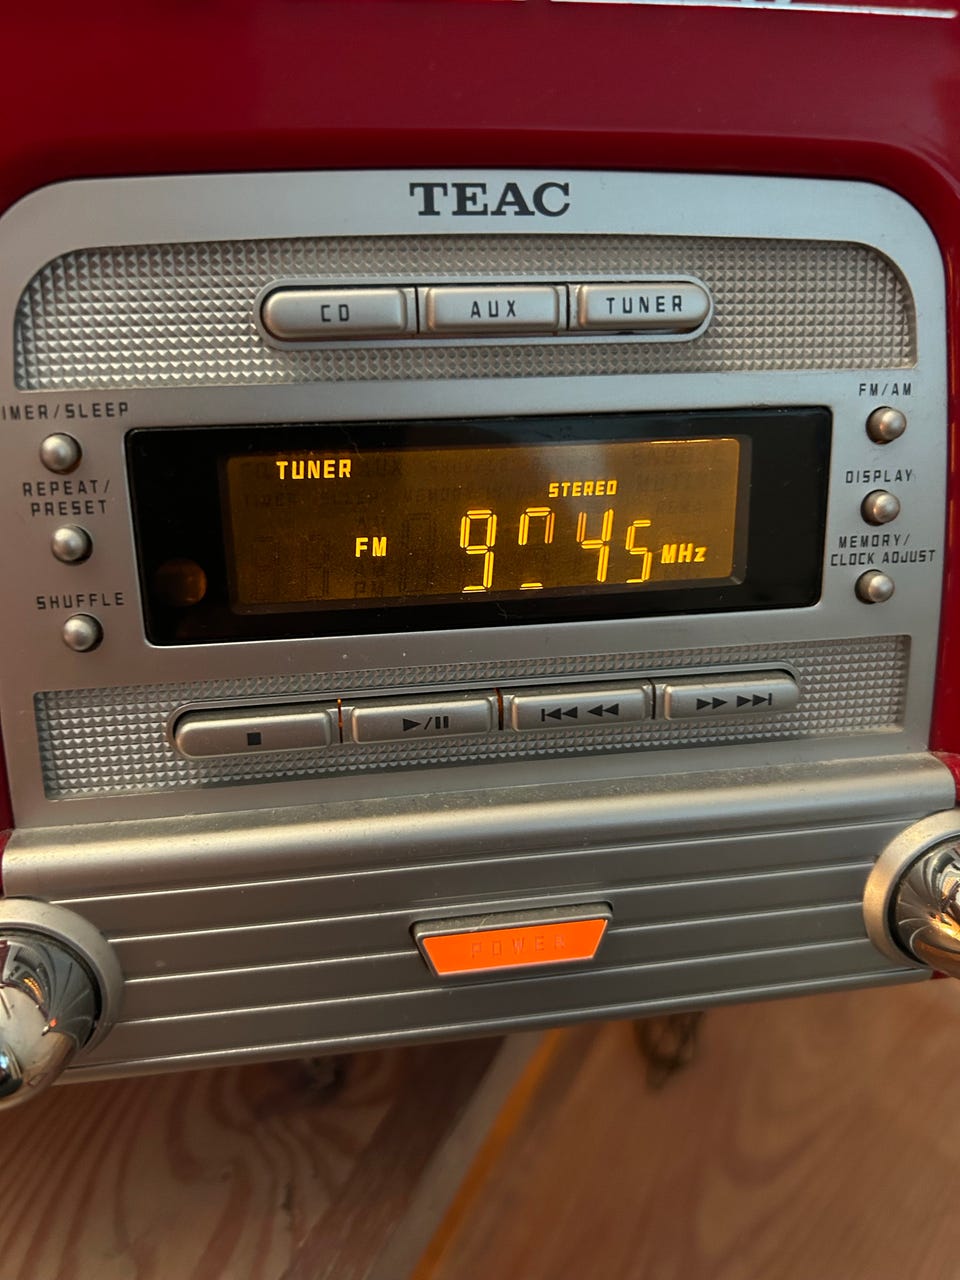 TEAC
CD AUX TUNER
IMER/SLEEP
FM/AM
REPEAT/
PRESET
DISPLAY
MEMORY/
CLOCK ADJUST
SHUFFLE
TUNER
STEREO
FM MHz
POWER